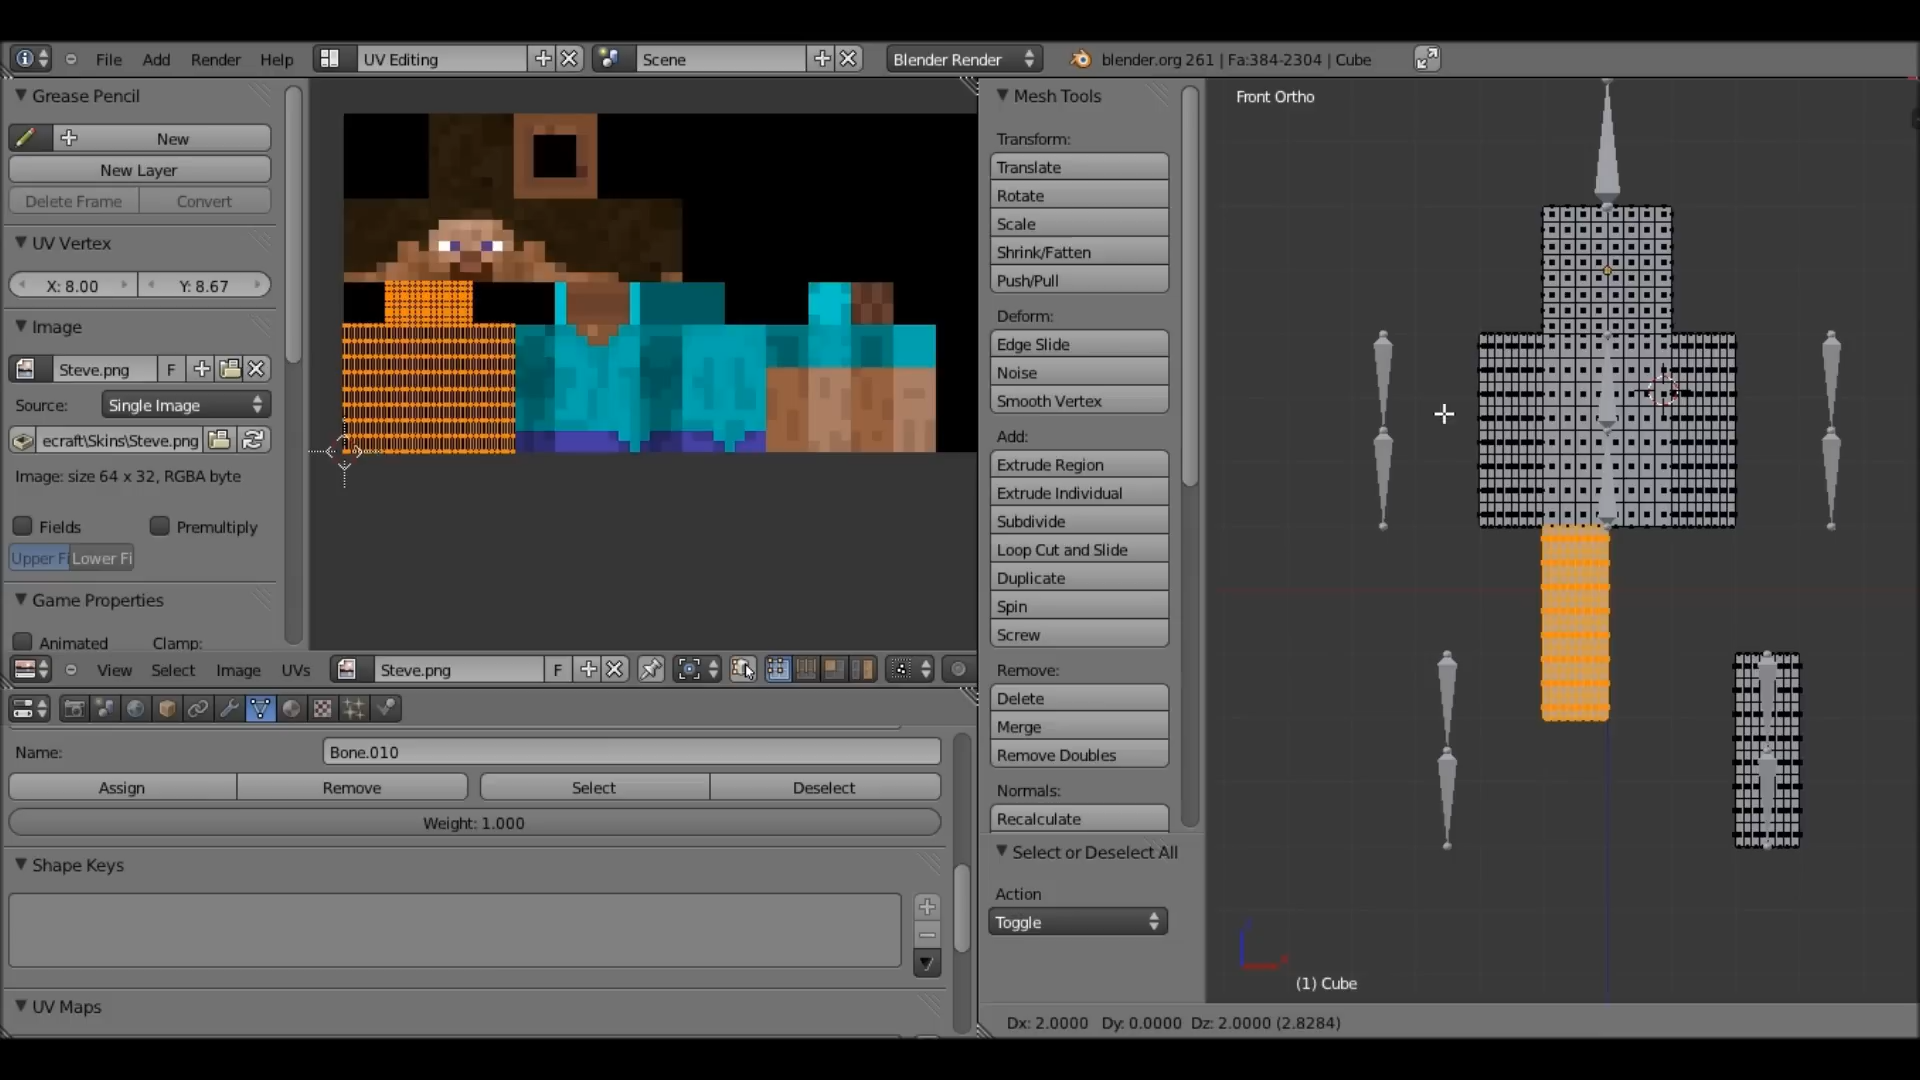 File Add Render Help UV Editing Scene Blender Render blender.org 261 | Fa:384-2304 | Cube
Grease Pencil
New
New Layer
Delete Frame Convert
UV Vertex
X: 8.00 Y: 8.67
Image
Steve.png F
Source: Single Image
ecraft\Skins\Steve.png
Image: size 64 x 32, RGBA byte
Fields Premultiply
Upper Fi Lower Fi
Game Properties
Animated Clamp:
View Select Image UVs Steve.png F
Name: Bone.010
Assign Remove Select Deselect
Weight: 1.000
Shape Keys
UV Maps
Mesh Tools
Transform:
Translate
Rotate
Scale
Shrink/Fatten
Push/Pull
Deform:
Edge Slide
Noise
Smooth Vertex
Add:
Extrude Region
Extrude Individual
Subdivide
Loop Cut and Slide
Duplicate
Spin
Screw
Remove:
Delete
Merge
Remove Doubles
Normals:
Recalculate
Select or Deselect All
Action
Toggle
Front Ortho
(1) Cube
Dx: 2.0000 Dy: 0.0000 Dz: 2.0000 (2.8284)